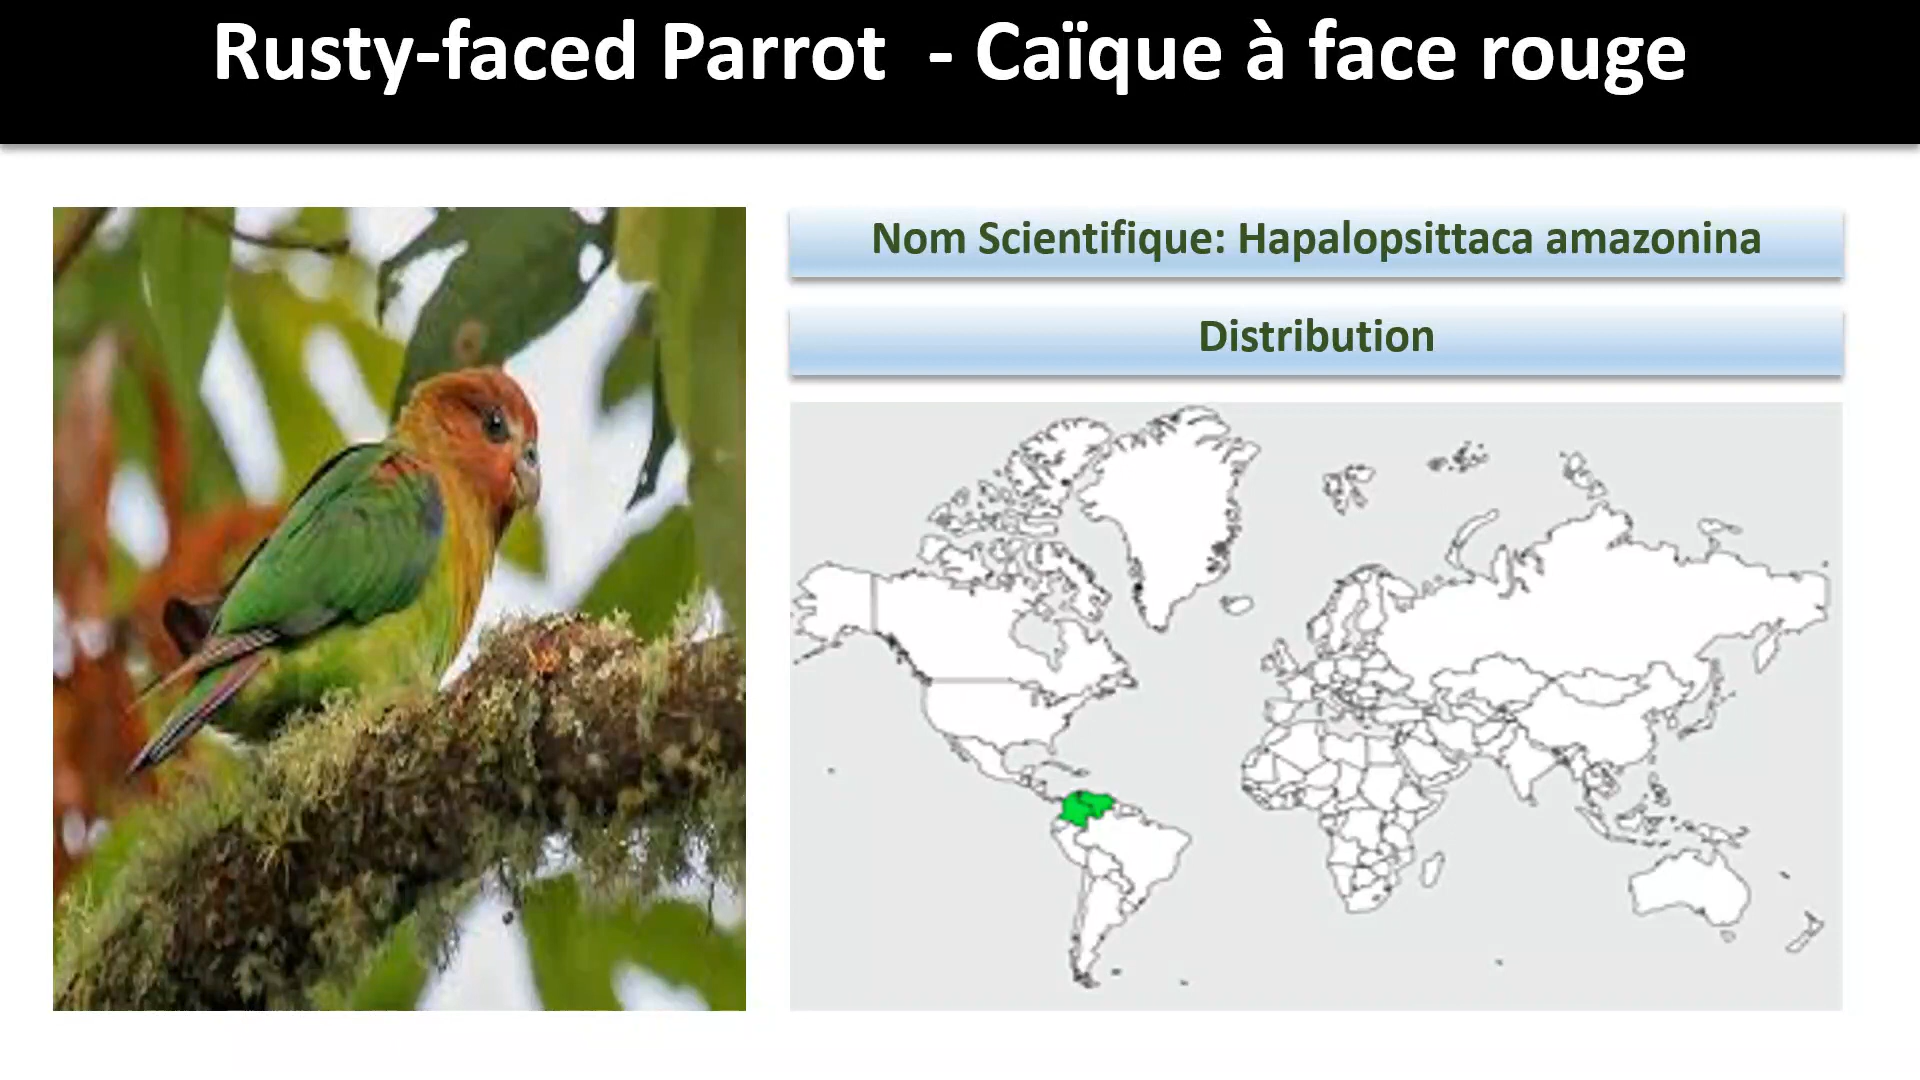 Rusty-faced Parrot  - Caïque à face rouge
Nom Scientifique: Hapalopsittaca amazonina
Distribution